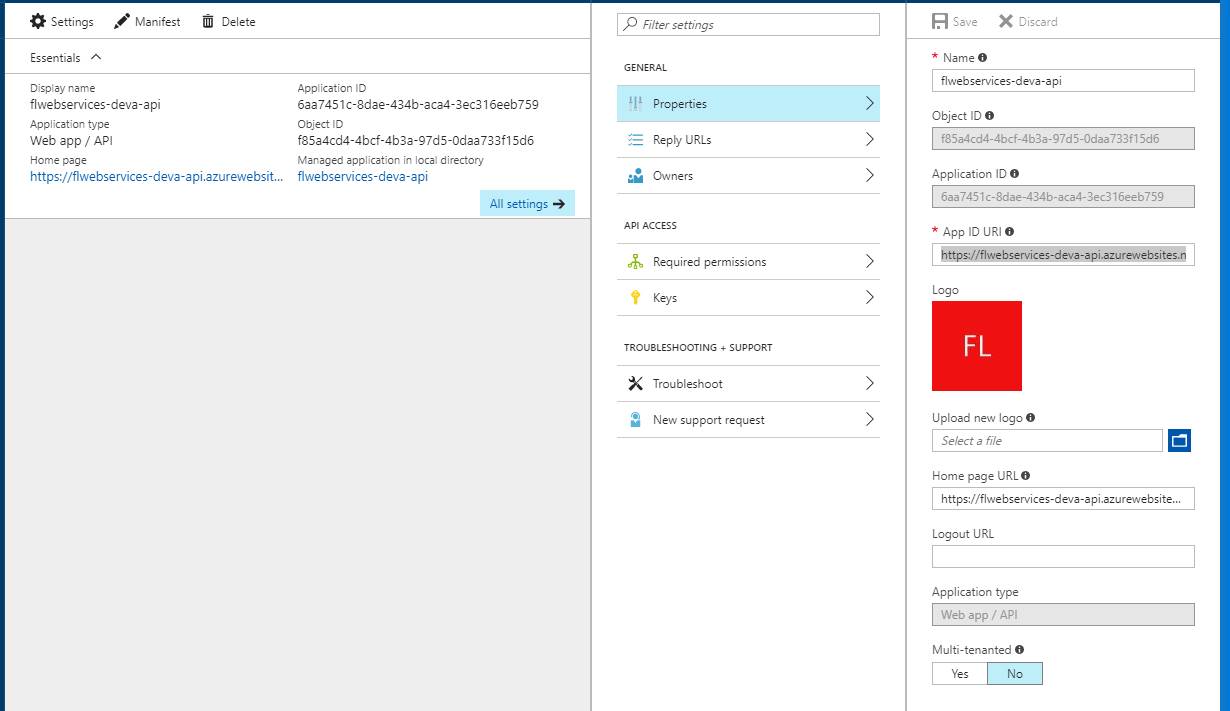 Settings Manifest Delete
Essentials
Display name
flwebservices-deva-api
Application type
Web app / API
Home page
https://flwebservices-deva-api.azurewebsit...
Application ID
6aa7451c-8dae-434b-aca4-3ec316eeb759
Object ID
f85a4cd4-4bcf-4b3a-97d5-0daa733f15d6
Managed application in local directory
flwebservices-deva-api
All settings
Filter settings
GENERAL
Properties
Reply URLs
Owners
API ACCESS
Required permissions
Keys
TROUBLESHOOTING + SUPPORT
Troubleshoot
New support request
Save Discard
* Name
flwebservices-deva-api
Object ID
f85a4cd4-4bcf-4b3a-97d5-0daa733f15d6
Application ID
6aa7451c-8dae-434b-aca4-3ec316eeb759
* App ID URI
https://flwebservices-deva-api.azurewebsites.n
Logo
FL
Upload new logo
Select a file
Home page URL
https://flwebservices-deva-api.azurewebsite...
Logout URL
Application type
Web app / API
Multi-tenanted
Yes No